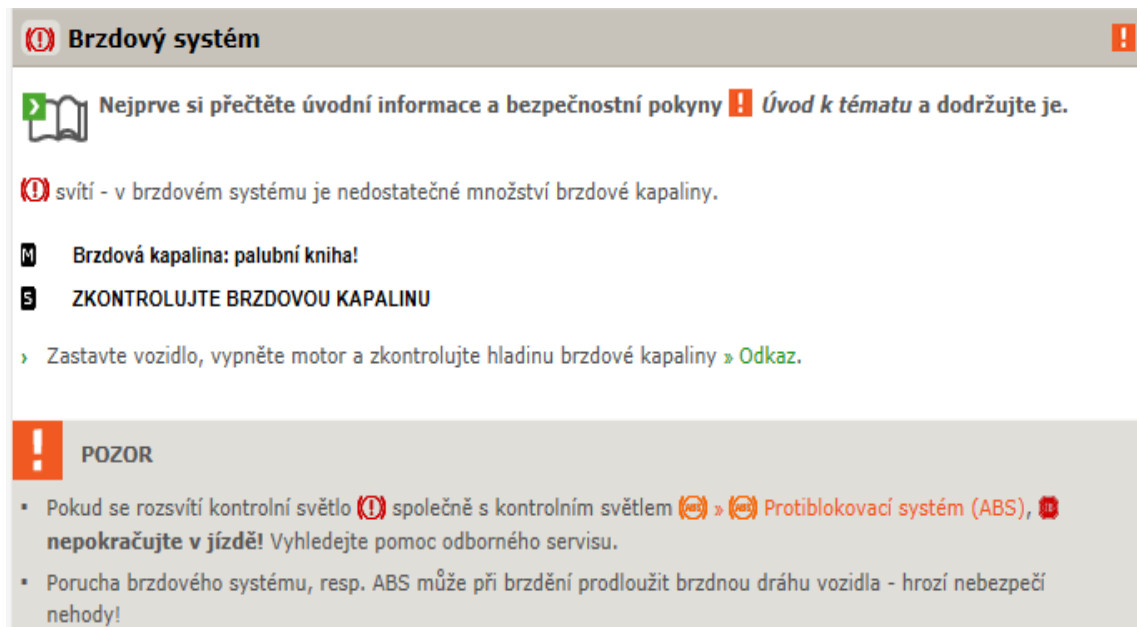 Brzdový systém
Nejprve si přečtěte úvodní informace a bezpečnostní pokyny ! Úvod k tématu a dodržujte je.
svítí - v brzdovém systému je nedostatečné množství brzdové kapaliny.
M Brzdová kapalina: palubní kniha!
S ZKONTROLUJTE BRZDOVOU KAPALINU
› Zastavte vozidlo, vypněte motor a zkontrolujte hladinu brzdové kapaliny » Odkaz.
! POZOR
▪ Pokud se rozsvítí kontrolní světlo (!) společně s kontrolním světlem (ABS) » (ABS) Protiblokovací systém (ABS),
nepokračujte v jízdě! Vyhledejte pomoc odborného servisu.
▪ Porucha brzdového systému, resp. ABS může při brzdění prodloužit brzdnou dráhu vozidla - hrozí nebezpečí
nehody!